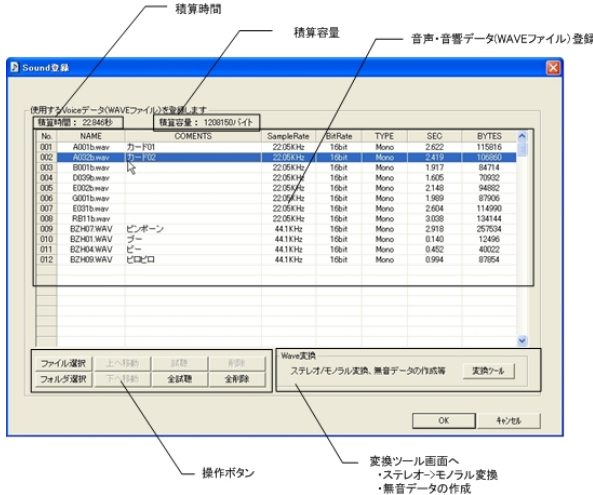 積算時間
積算容量
音声・音響データ(WAVEファイル)登録
Sound登録
使用するVoiceデータ(WAVEファイル)を登録します
積算時間： 22.846秒 積算容量： 1208150バイト
No. NAME COMENTS SampleRate BitRate TYPE SEC BYTES
001 A001b.wav カード01 22.05KHz 16bit Mono 2.622 115816
002 A032b.wav カード02 22.05KHz 16bit Mono 2.419 106860
003 B001b.wav 22.05KHz 16bit Mono 1.917 84714
004 D039b.wav 22.05KHz 16bit Mono 1.605 70932
005 E002b.wav 22.05KHz 16bit Mono 2.148 94882
006 G001b.wav 22.05KHz 16bit Mono 1.989 87906
007 E031b.wav 22.05KHz 16bit Mono 2.604 114990
008 RB11b.wav 22.05KHz 16bit Mono 3.038 134144
009 BZH07.WAV ピンポーン 44.1KHz 16bit Mono 2.918 257534
010 BZH01.WAV ブー 44.1KHz 16bit Mono 0.140 12496
011 BZH04.WAV ピー 44.1KHz 16bit Mono 0.452 40022
012 BZH09.WAV ピロピロ 44.1KHz 16bit Mono 0.994 87854
ファイル選択 上へ移動 試聴 削除
フォルダ選択 下へ移動 全試聴 全削除
Wave変換
ステレオ/モノラル変換、無音データの作成等 変換ツール
OK キャンセル
操作ボタン
変換ツール画面へ
・ステレオ->モノラル変換
・無音データの作成